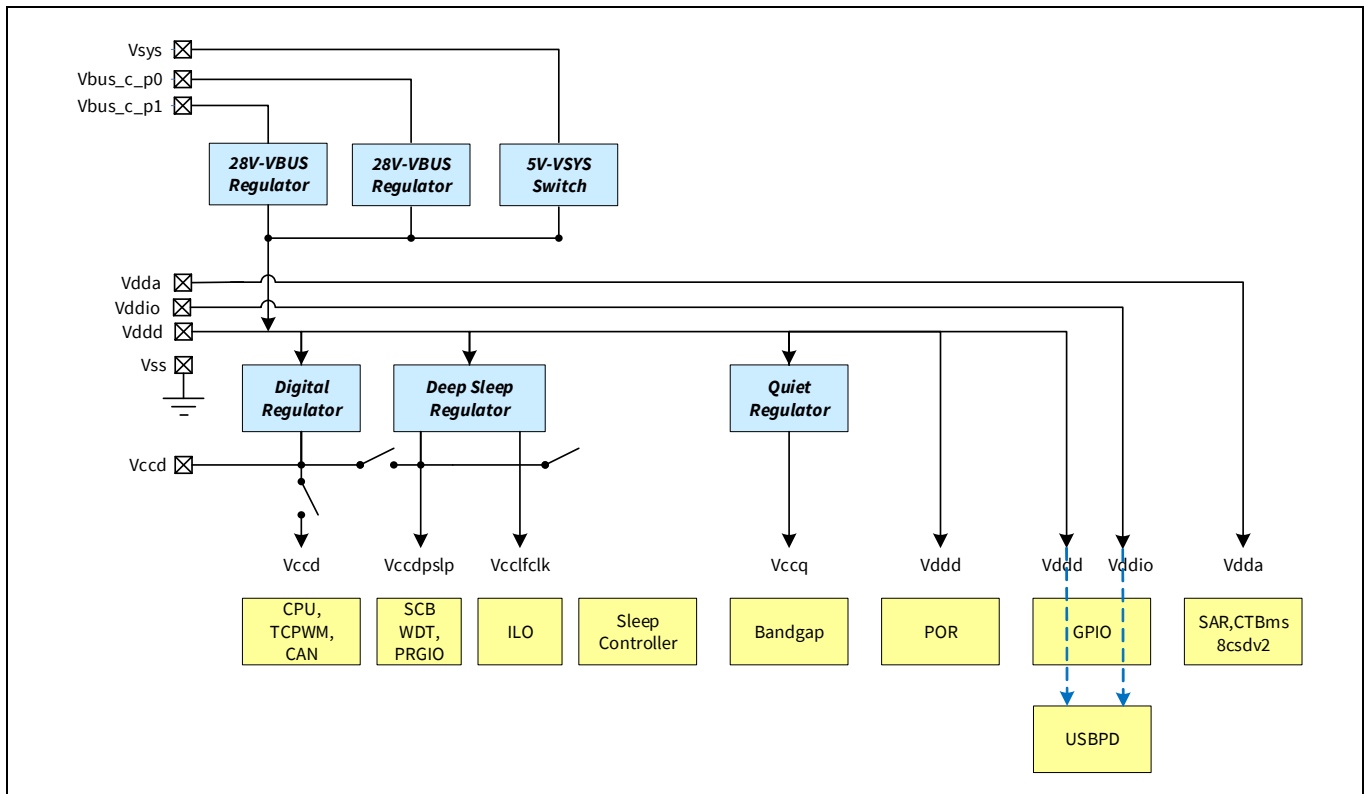 Vsys
Vbus_c_p0
Vbus_c_p1
28V-VBUS
Regulator
28V-VBUS
Regulator
5V-VSYS
Switch
Vdda
Vddio
Vddd
Vss
Digital
Regulator
Deep Sleep
Regulator
Quiet
Regulator
Vccd
Vccd
Vccdpslp
Vcclfclk
Vccq
Vddd
Vddd
Vddio
Vdda
CPU,
TCPWM,
CAN
SCB
WDT,
PRGIO
ILO
Sleep
Controller
Bandgap
POR
GPIO
SAR,CTBms
8csdv2
USBPD